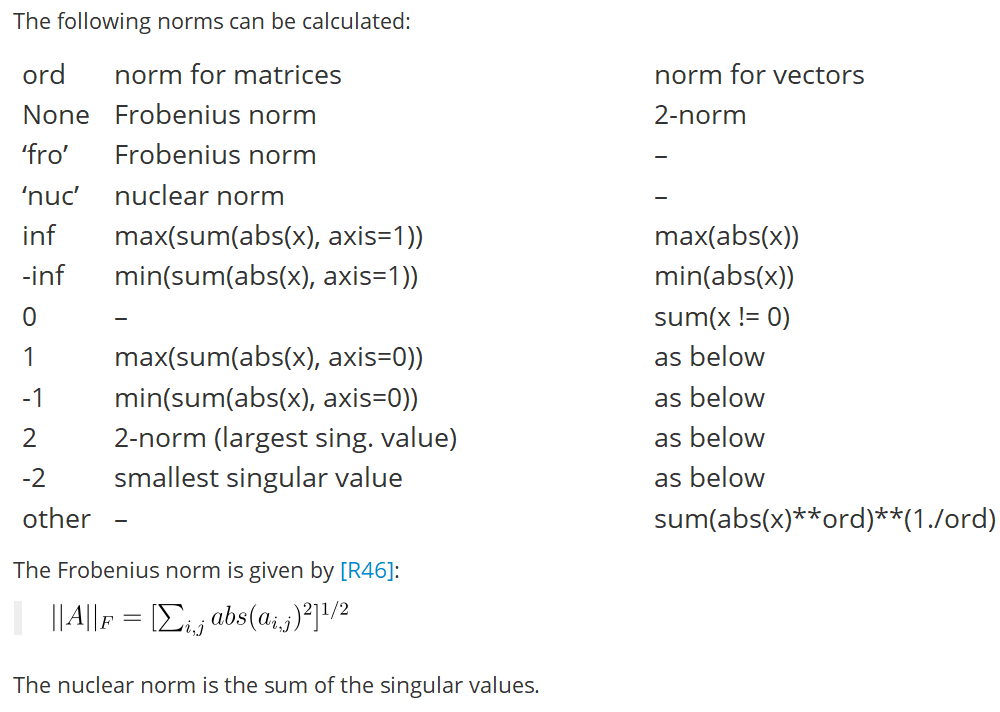 The following norms can be calculated:
ord norm for matrices norm for vectors
None Frobenius norm 2-norm
‘fro’ Frobenius norm –
‘nuc’ nuclear norm –
inf max(sum(abs(x), axis=1)) max(abs(x))
-inf min(sum(abs(x), axis=1)) min(abs(x))
0 – sum(x != 0)
1 max(sum(abs(x), axis=0)) as below
-1 min(sum(abs(x), axis=0)) as below
2 2-norm (largest sing. value) as below
-2 smallest singular value as below
other – sum(abs(x)**ord)**(1./ord)
The Frobenius norm is given by [R46]:
||A||_F = [∑_{i,j} abs(a_{i,j})^2]^{1/2}
The nuclear norm is the sum of the singular values.